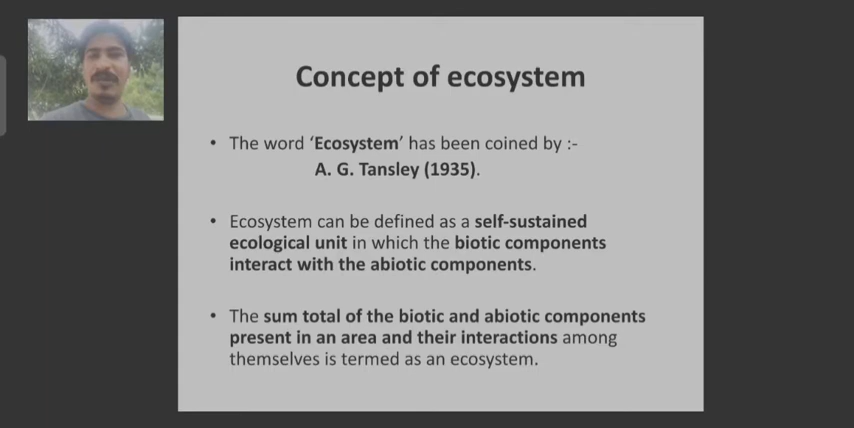 Concept of ecosystem
• The word ‘Ecosystem’ has been coined by :-
A. G. Tansley (1935).
• Ecosystem can be defined as a self-sustained
ecological unit in which the biotic components
interact with the abiotic components.
• The sum total of the biotic and abiotic components
present in an area and their interactions among
themselves is termed as an ecosystem.